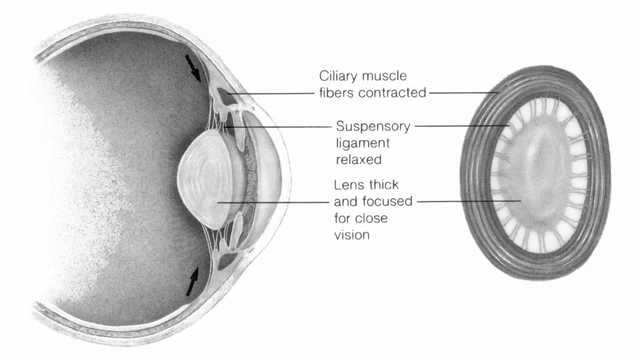 Ciliary muscle
fibers contracted
Suspensory
ligament
relaxed
Lens thick
and focused
for close
vision